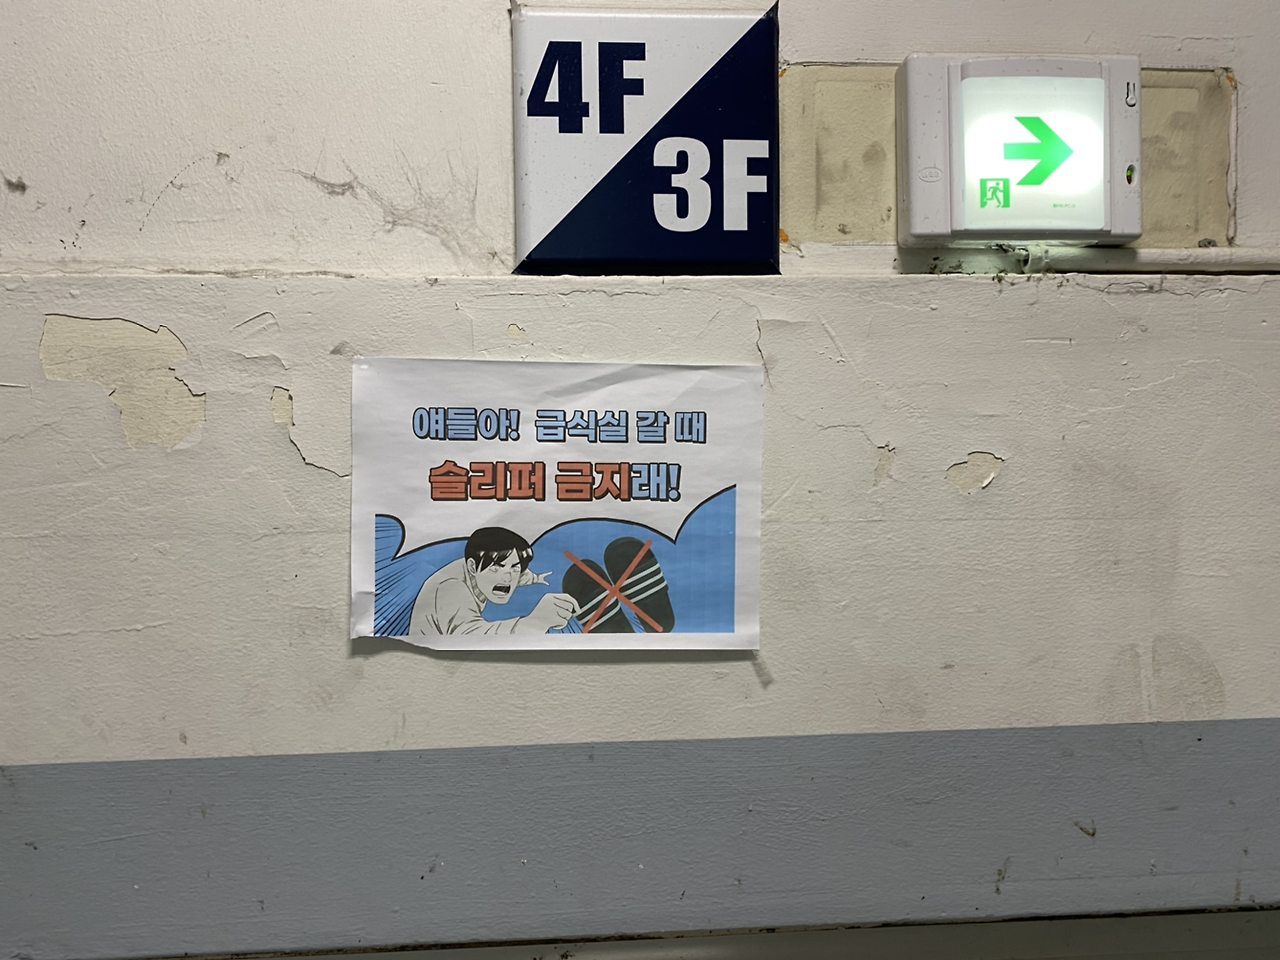 4F
3F
얘들아! 급식실 갈 때
슬리퍼 금지래!